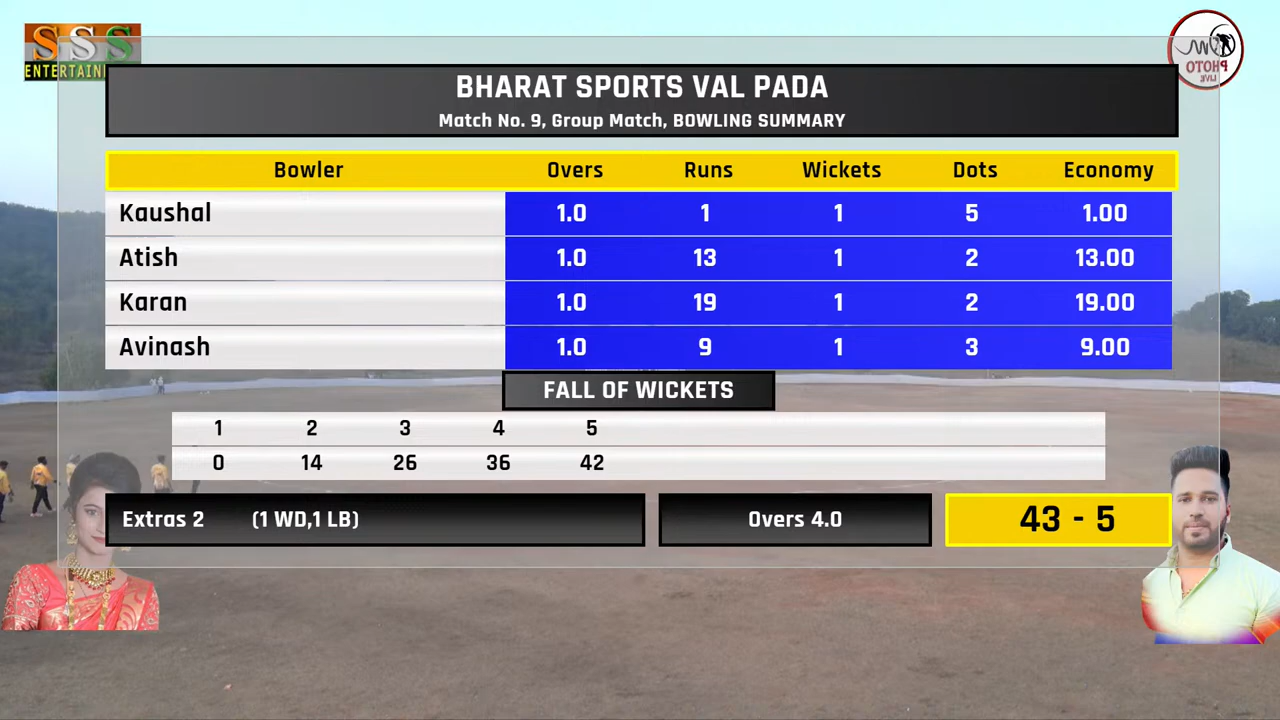 SSS
ENTERTAIN
PHOTO
LIVE
BHARAT SPORTS VAL PADA
Match No. 9, Group Match, BOWLING SUMMARY
Bowler Overs Runs Wickets Dots Economy
Kaushal 1.0 1 1 5 1.00
Atish 1.0 13 1 2 13.00
Karan 1.0 19 1 2 19.00
Avinash 1.0 9 1 3 9.00
FALL OF WICKETS
1 2 3 4 5
0 14 26 36 42
Extras 2 (1 WD,1 LB) Overs 4.0 43 - 5